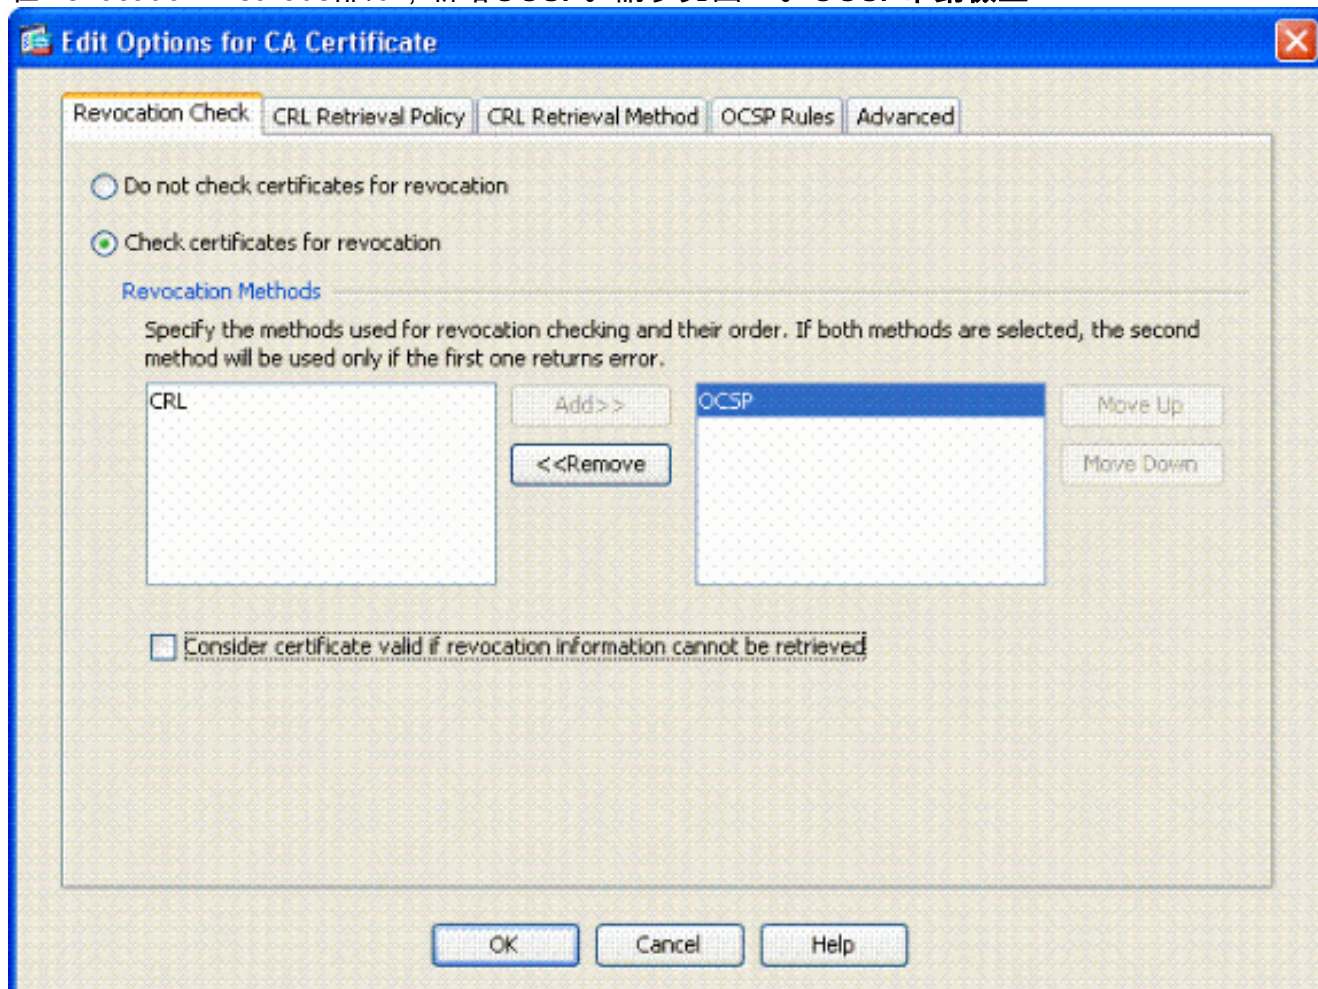 Edit Options for CA Certificate
Revocation Check CRL Retrieval Policy CRL Retrieval Method OCSP Rules Advanced
Do not check certificates for revocation
Check certificates for revocation
Revocation Methods
Specify the methods used for revocation checking and their order. If both methods are selected, the second
method will be used only if the first one returns error.
CRL
Add>>
OCSP
Move Up
<<Remove
Move Down
Consider certificate valid if revocation information cannot be retrieved
OK Cancel Help